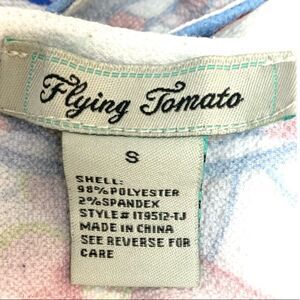 Flying Tomato
S
SHELL:
98% POLYESTER
2% SPANDEX
STYLE# IT9512-TJ
MADE IN CHINA
SEE REVERSE FOR
CARE